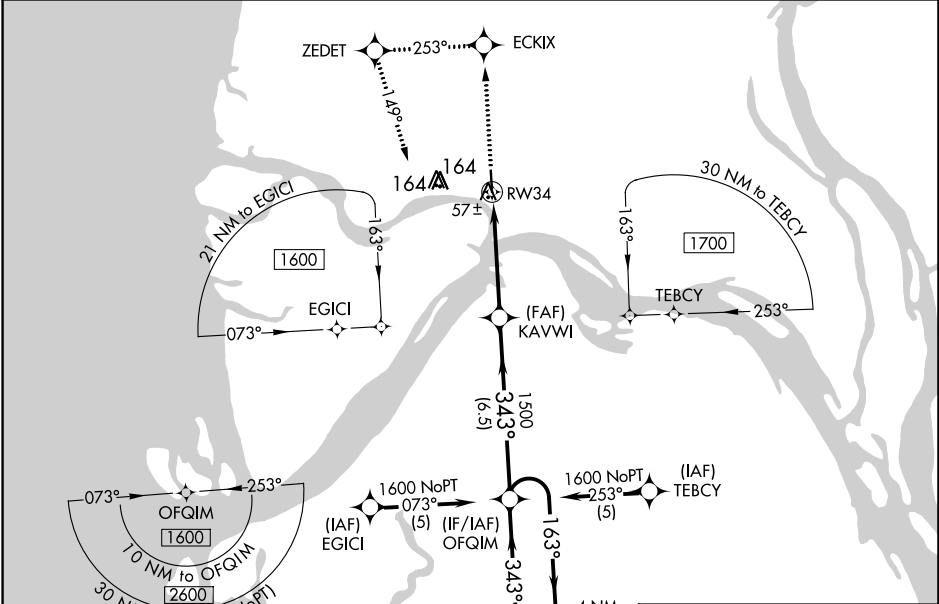 ZEDET
253°
ECKIX
149°
164
164
57±
RW34
21 NM to EGICI
163°
1600
EGICI
073°
30 NM to TEBCY
163°
1700
TEBCY
253°
(FAF)
KAVWI
343°
(6.5)
1500
073°
253°
OFQIM
1600
10 NM to OFQIM
2600
1600 NoPT
073°
(5)
(IAF)
EGICI
(IF/IAF)
OFQIM
1600 NoPT
253°
(5)
(IAF)
TEBCY
163°
343°